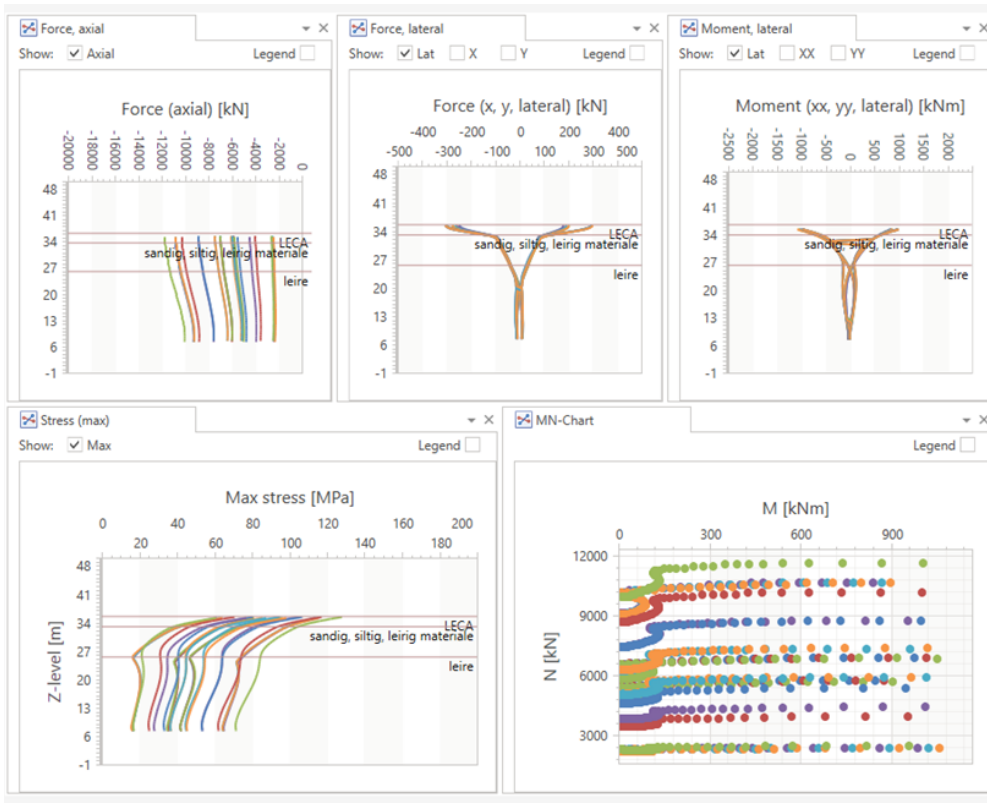 Force, axial
Show: Axial Legend
Force (axial) [kN]
-20000 -18000 -16000 -14000 -12000 -10000 -8000 -6000 -4000 -2000 0
48
41
34
27
20
13
6
-1
LECA
sandig, siltig, leirig materiale
leire
Force, lateral
Show: Lat X Y Legend
Force (x, y, lateral) [kN]
-400 -200 0 200 400
-500 -300 -100 100 300 500
48
41
34
27
20
13
6
-1
LECA
sandig, siltig, leirig materiale
leire
Moment, lateral
Show: Lat XX YY Legend
Moment (xx, yy, lateral) [kNm]
-2500 -2000 -1500 -1000 -500 0 500 1000 1500 2000
48
41
34
27
20
13
6
-1
LECA
sandig, siltig, leirig materiale
leire
Stress (max)
Show: Max Legend
Max stress [MPa]
0 40 80 120 160 200
20 60 100 140 180
Z-level [m]
48
41
34
27
20
13
6
-1
LECA
sandig, siltig, leirig materiale
leire
MN-Chart
Legend
M [kNm]
0 300 600 900
N [kN]
12000
9000
6000
3000